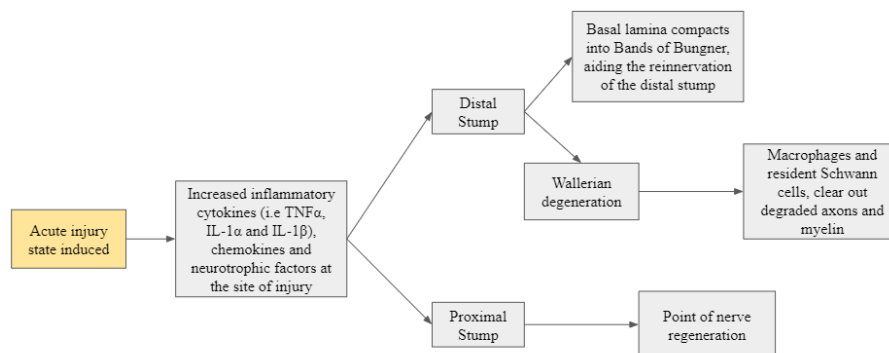 Acute injury
state induced
Increased inflammatory
cytokines (i.e TNFα,
IL-1α and IL-1β),
chemokines and
neurotrophic factors at
the site of injury
Distal
Stump
Basal lamina compacts
into Bands of Bungner,
aiding the reinnervation
of the distal stump
Wallerian
degeneration
Macrophages and
resident Schwann
cells, clear out
degraded axons and
myelin
Proximal
Stump
Point of nerve
regeneration